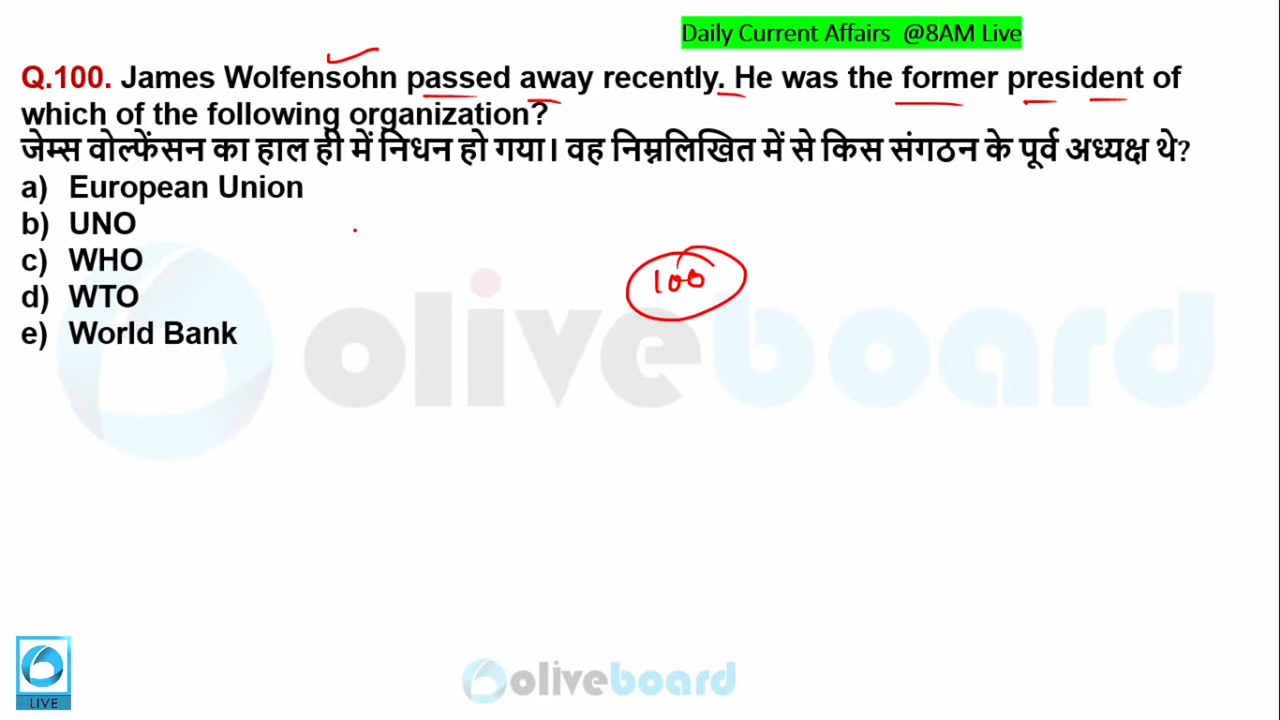 Daily Current Affairs @8AM Live
Q.100. James Wolfensohn passed away recently. He was the former president of
which of the following organization?
जेम्स वोल्फेंसन का हाल ही में निधन हो गया। वह निम्नलिखित में से किस संगठन के पूर्व अध्यक्ष थे?
a) European Union
b) UNO
c) WHO
d) WTO
e) World Bank
100
oliveboard
LIVE
oliveboard